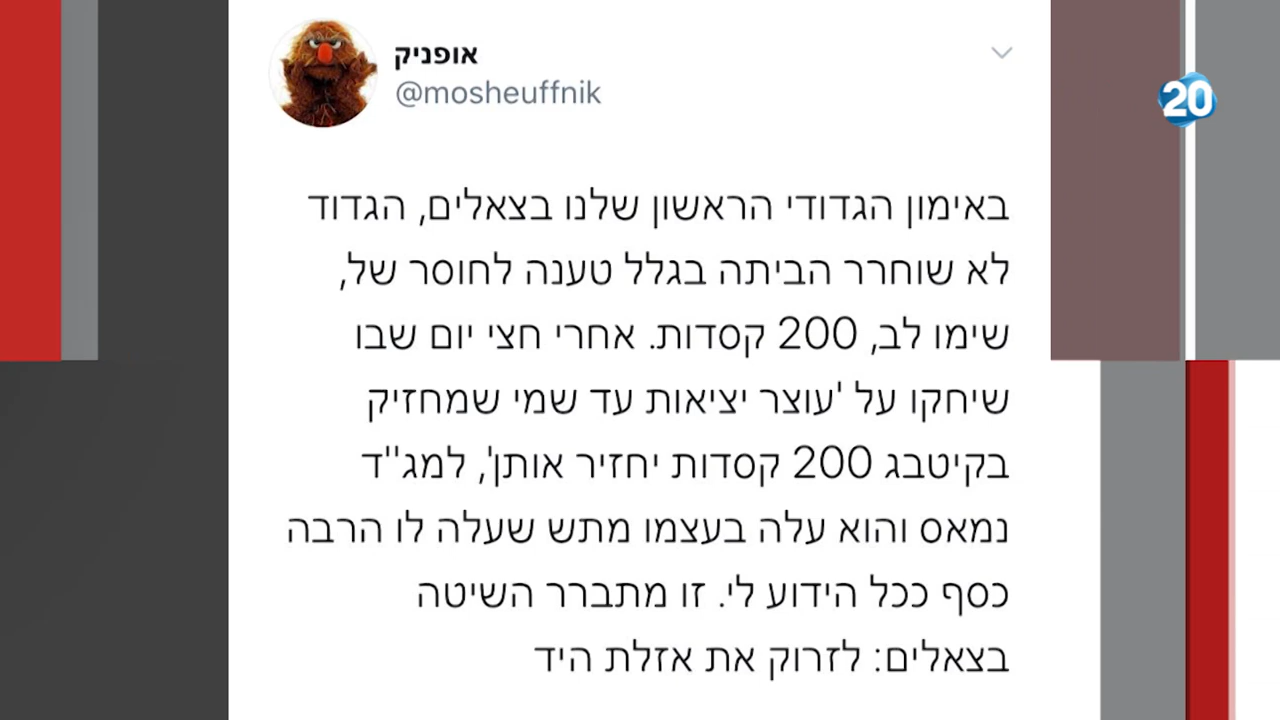 אופניק
@mosheuffnik
20
באימון הגדודי הראשון שלנו בצאלים, הגדוד
לא שוחרר הביתה בגלל טענה לחוסר של,
שימו לב, 200 קסדות. אחרי חצי יום שבו
שיחקו על 'עוצר יציאות עד שמי שמחזיק
בקיטבג 200 קסדות יחזיר אותן', למג''ד
נמאס והוא עלה בעצמו מתש שעלה לו הרבה
כסף ככל הידוע לי. זו מתברר השיטה
בצאלים: לזרוק את אזלת היד